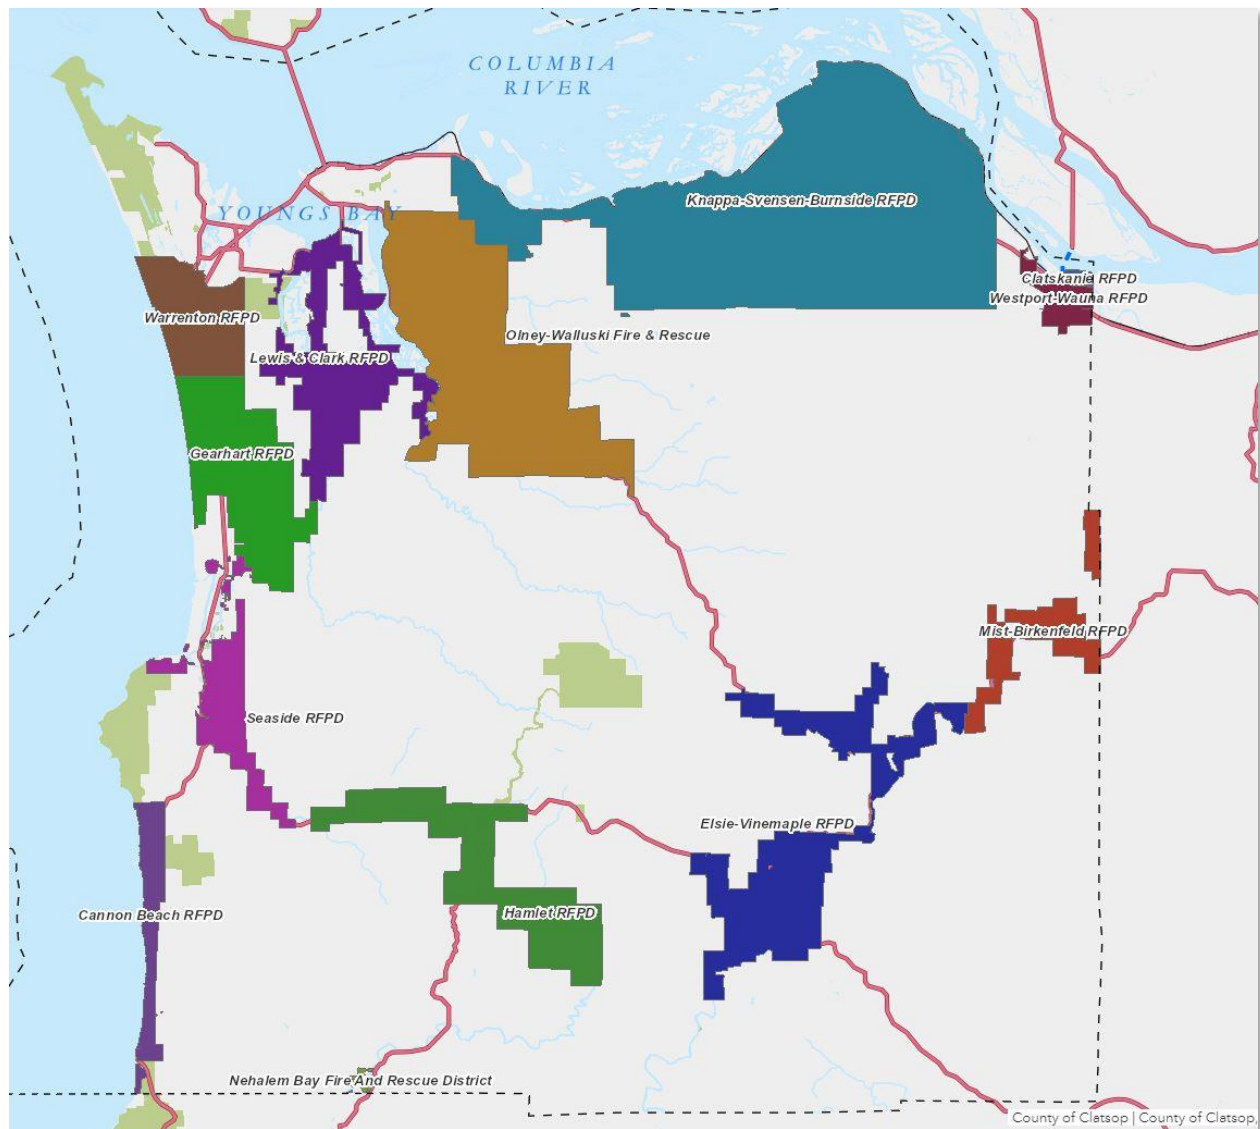 COLUMBIA
RIVER
Knappa-Svensen-Burnside RFPD
YOUNGS BAY
Clatskanie RFPD
Westport-Wauna RFPD
Warrenton RFPD
Olney-Walluski Fire & Rescue
Lewis & Clark RFPD
Gearhart RFPD
Mist-Birkenfeld RFPD
Seaside RFPD
Elsie-Vinemaple RFPD
Cannon Beach RFPD
Hamlet RFPD
Nehalem Bay Fire And Rescue District
County of Clatsop | County of Clatsop,